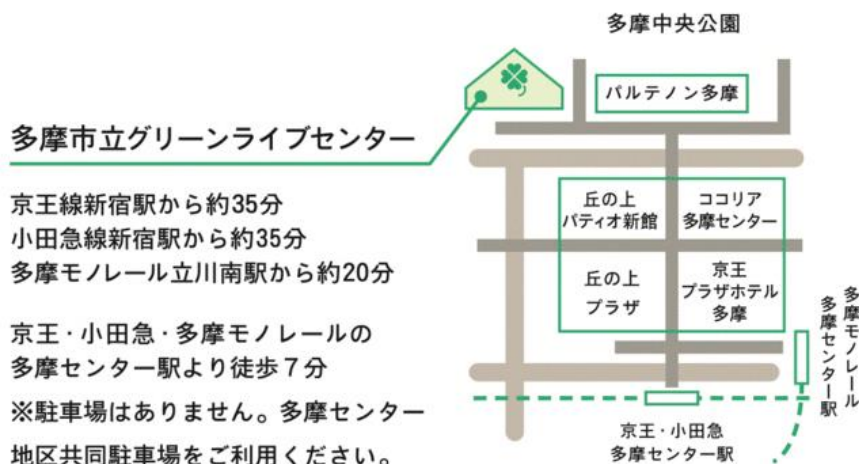 多摩中央公園
パルテノン多摩
多摩市立グリーンライブセンター
京王線新宿駅から約35分
小田急線新宿駅から約35分
多摩モノレール立川南駅から約20分
京王・小田急・多摩モノレールの
多摩センター駅より徒歩7分
※駐車場はありません。多摩センター
地区共同駐車場をご利用ください。
丘の上
パティオ新館
ココリア
多摩センター
丘の上
プラザ
京王
プラザホテル
多摩
多摩モノレール
多摩センター駅
京王・小田急
多摩センター駅